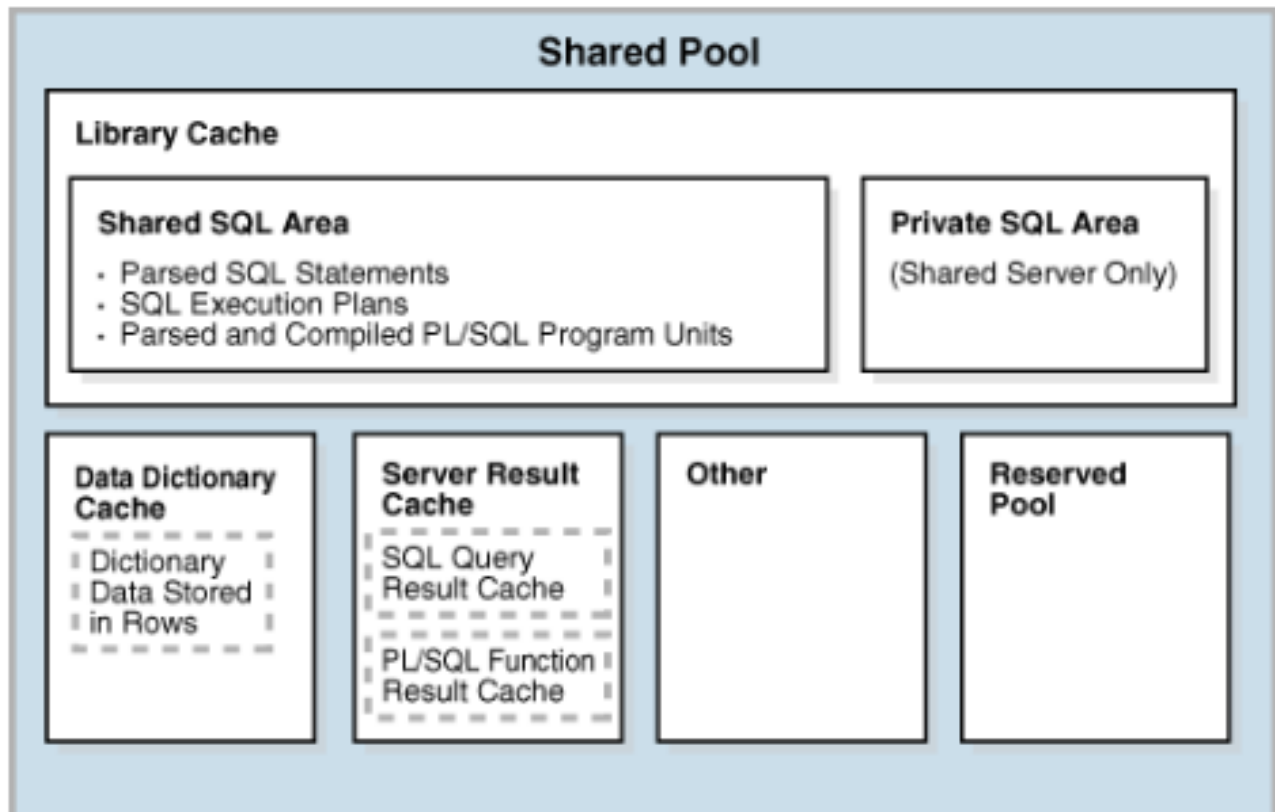 Shared Pool
Library Cache
Shared SQL Area
· Parsed SQL Statements
· SQL Execution Plans
· Parsed and Compiled PL/SQL Program Units
Private SQL Area
(Shared Server Only)
Data Dictionary
Cache
Dictionary
Data Stored
in Rows
Server Result
Cache
SQL Query
Result Cache
PL/SQL Function
Result Cache
Other
Reserved
Pool